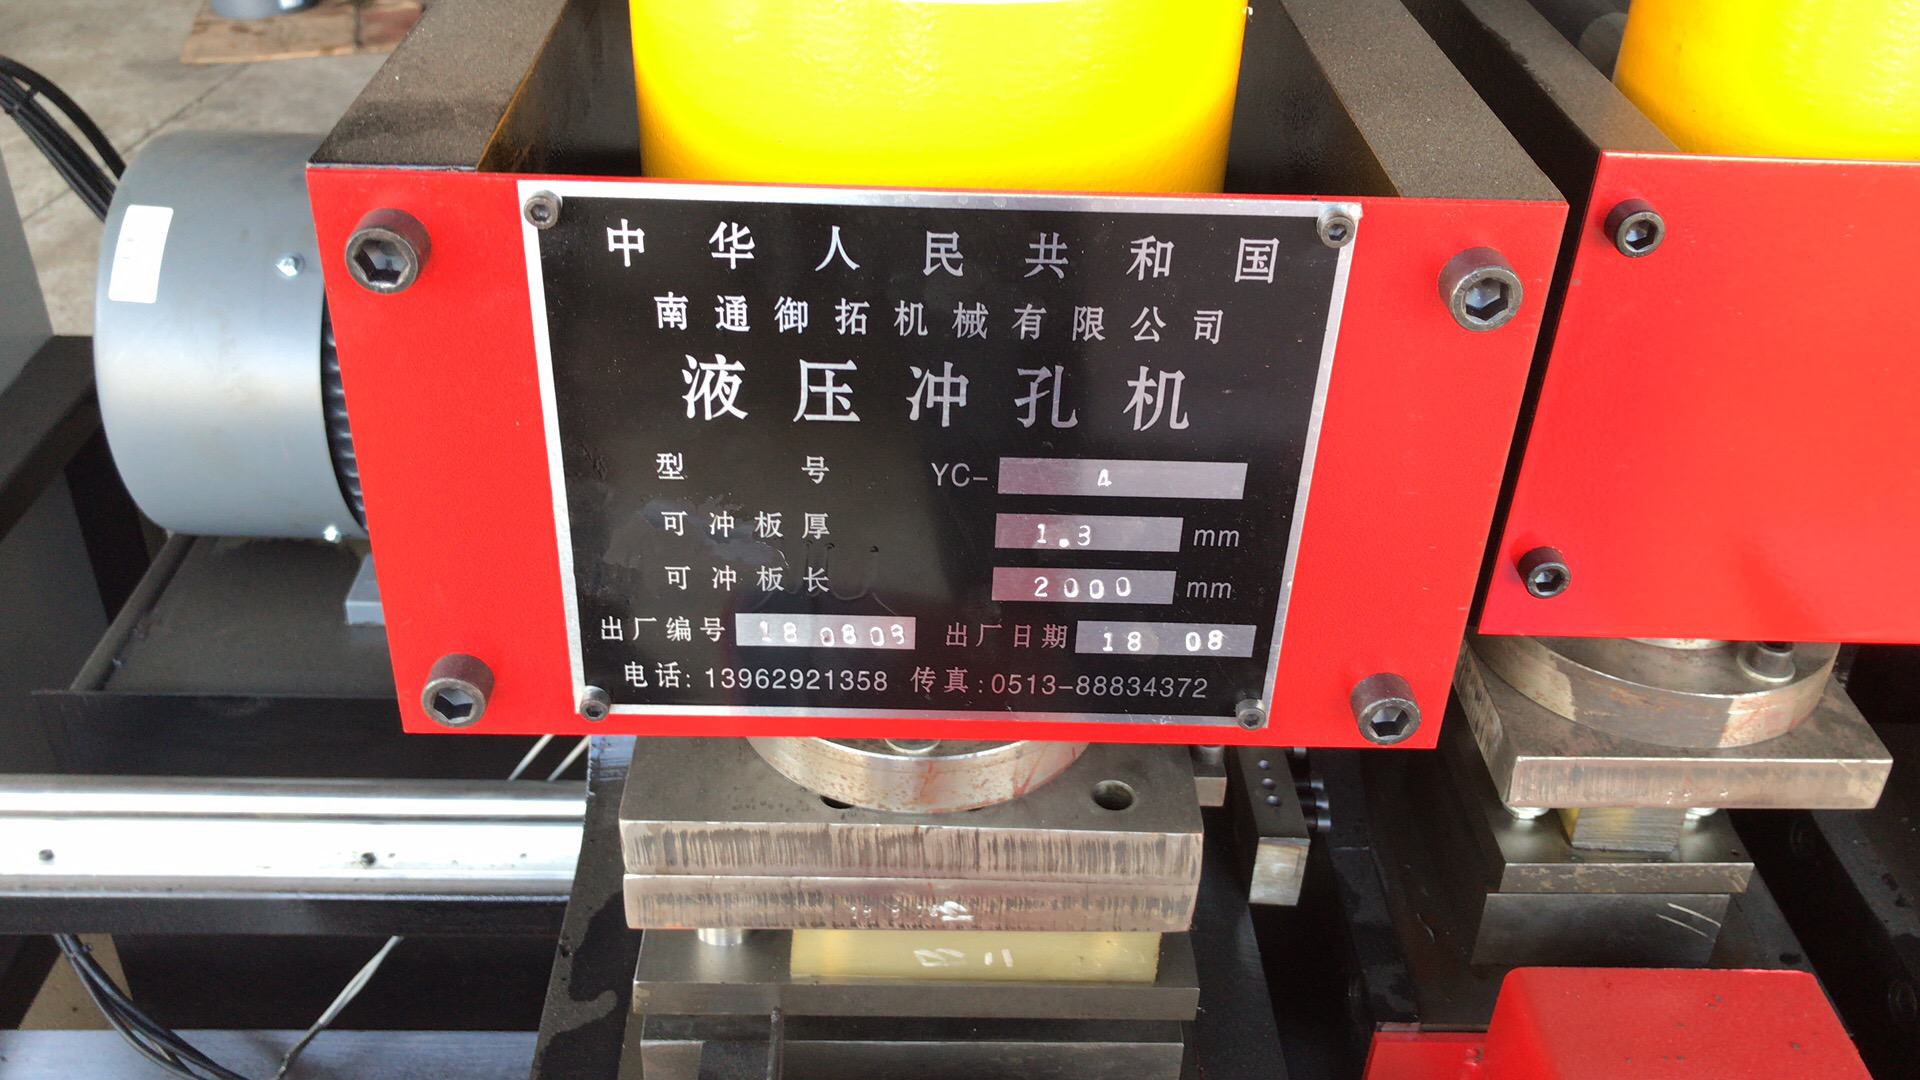 中华人民共和国
南通御拓机械有限公司
液压冲孔机
型号 YC- 4
可冲板厚 1.3 mm
可冲板长 2000 mm
出厂编号 18 0803 出厂日期 18 08
电话: 13962921358 传真:0513-88834372